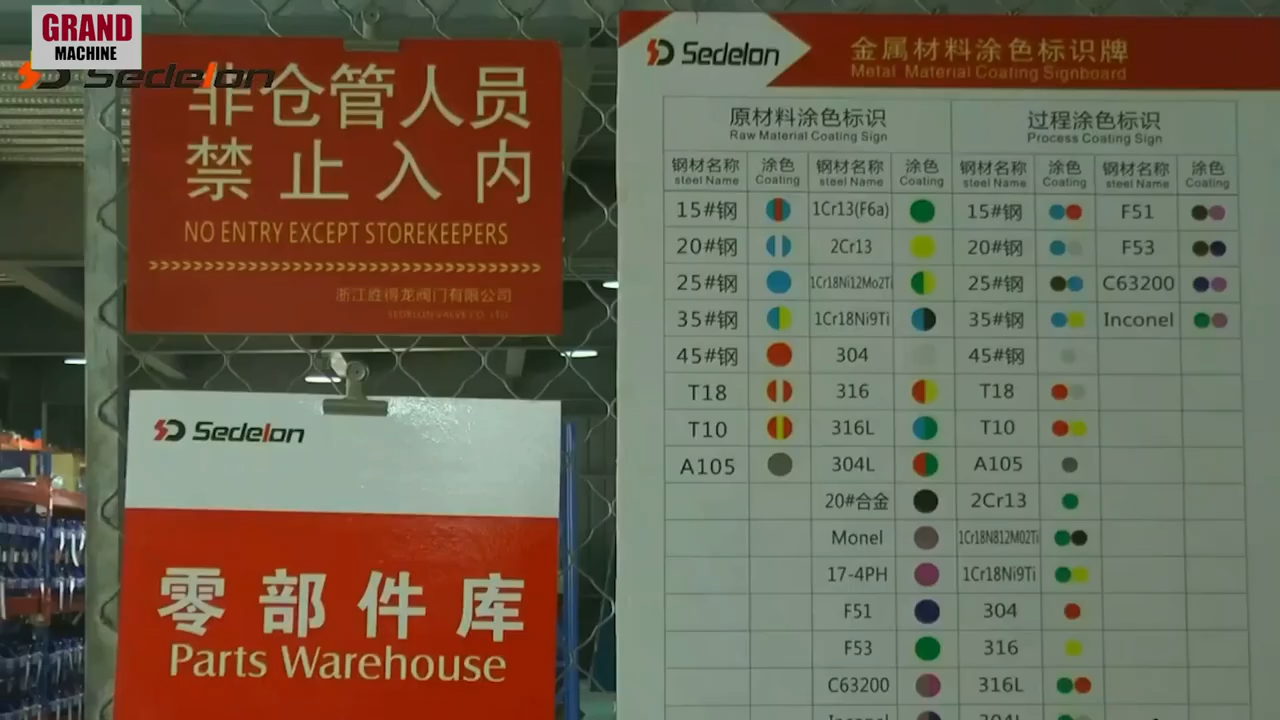 GRAND
MACHINE
Sedelon
非仓管人员
禁止入内
NO ENTRY EXCEPT STOREKEEPERS
浙江胜得龙阀门有限公司
SEDELON VALVE CO. LTD.
Sedelon
零部件库
Parts Warehouse
Sedelon
金属材料涂色标识牌
Metal Material Coating Signboard
原材料涂色标识 过程涂色标识
Raw Material Coating Sign Process Coating Sign
钢材名称 涂色 钢材名称 涂色 钢材名称 涂色 钢材名称 涂色
steel Name Coating steel Name Coating steel Name Coating steel Name Coating
15#钢 1Cr13(F6a) 15#钢 F51
20#钢 2Cr13 20#钢 F53
25#钢 1Cr18Ni12Mo2Ti 25#钢 C63200
35#钢 1Cr18Ni9Ti 35#钢 Inconel
45#钢 304 45#钢
T18 316 T18
T10 316L T10
A105 304L A105
20#合金 2Cr13
Monel 1Cr18N812M02Ti
17-4PH 1Cr18Ni9Ti
F51 304
F53 316
C63200 316L
Inconel 304L